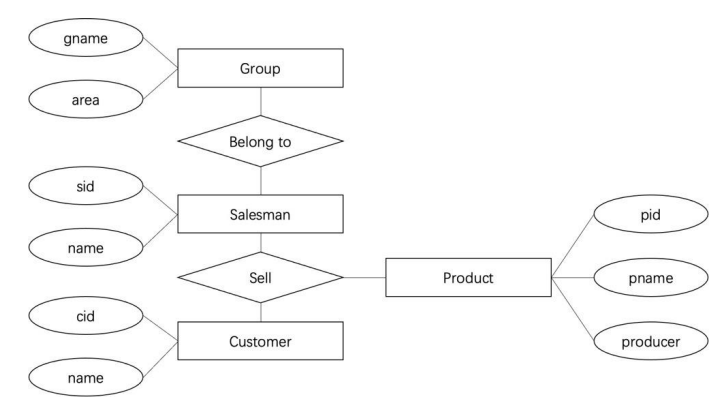 gname
Group
area
Belong to
sid
Salesman
name
pid
Sell
Product
pname
cid
Customer
producer
name